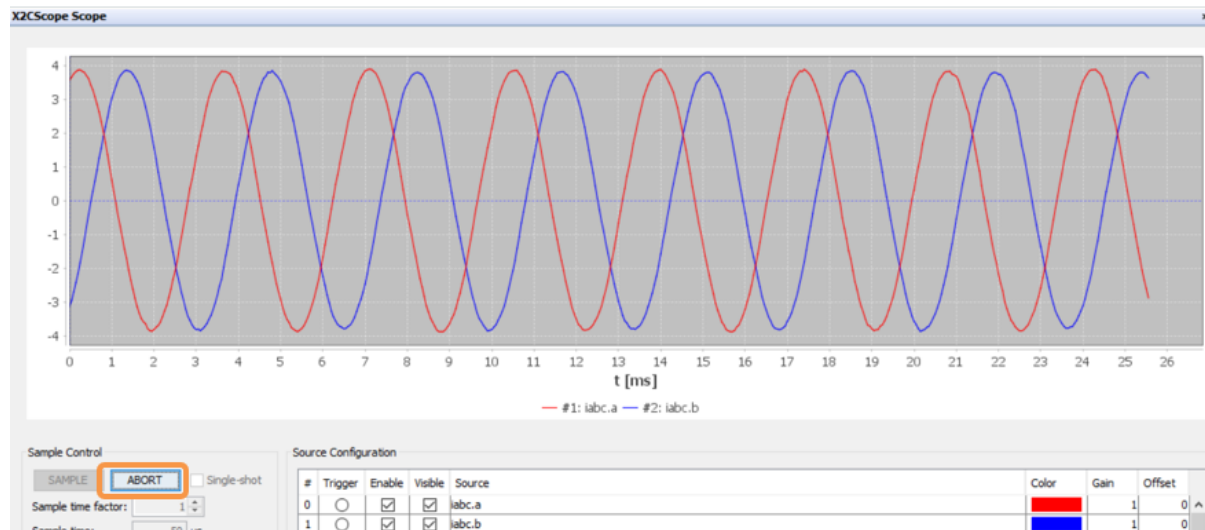 X2CScope Scope
4
3
2
1
0
-1
-2
-3
-4
0 1 2 3 4 5 6 7 8 9 10 11 12 13 14 15 16 17 18 19 20 21 22 23 24 25 26
t [ms]
#1: iabc.a #2: iabc.b
Sample Control
SAMPLE ABORT Single-shot
Sample time factor: 1
Source Configuration
# Trigger Enable Visible Source Color Gain Offset
0 iabc.a 1 0
1 iabc.b 0